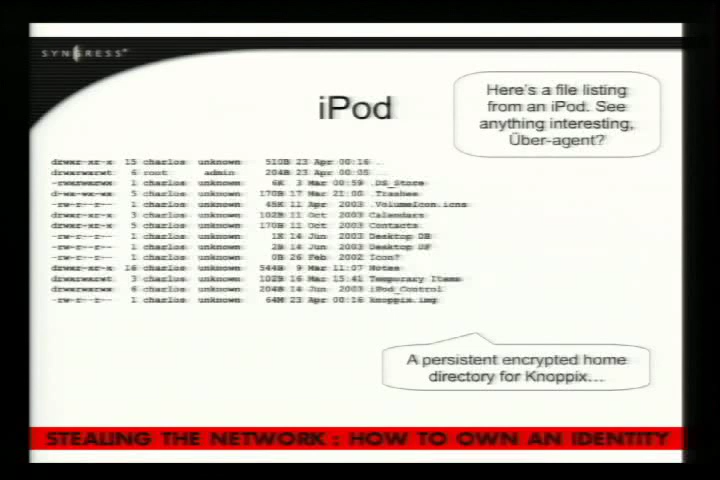 SYNGRESS
iPod
Here's a file listing
from an iPod. See
anything interesting,
Über-agent?
drwxr-xr-x 15 charlos unknown 510B 23 Apr 00:16 .
drwxrwxrwt 6 root admin 204B 23 Apr 00:05 ..
-rwxrwxrwx 1 charlos unknown 6K 3 Mar 00:59 .DS_Store
d-wx-wx-wx 5 charlos unknown 170B 17 Mar 21:00 .Trashes
-rw-r--r-- 1 charlos unknown 45K 11 Apr 2003 .VolumeIcon.icns
drwxr-xr-x 3 charlos unknown 102B 11 Oct 2003 Calendars
drwxr-xr-x 5 charlos unknown 170B 11 Oct 2003 Contacts
-rw-r--r-- 1 charlos unknown 1K 14 Jun 2003 Desktop DB
-rw-r--r-- 1 charlos unknown 2B 14 Jun 2003 Desktop DF
-rw-r--r-- 1 charlos unknown 0B 26 Feb 2002 Icon?
drwxr-xr-x 16 charlos unknown 544B 9 Mar 11:07 Notes
drwxrwxrwt 3 charlos unknown 102B 16 Mar 15:41 Temporary Items
drwxrwxrwx 6 charlos unknown 204B 14 Jun 2003 iPod_Control
-rw-r--r-- 1 charlos unknown 64M 23 Apr 00:16 knoppix.img
A persistent encrypted home
directory for Knoppix...
STEALING THE NETWORK : HOW TO OWN AN IDENTITY